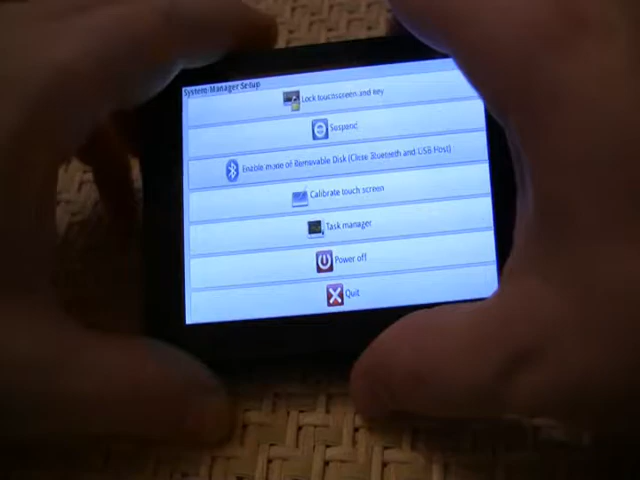 System Manager Setup
Lock touchscreen and key
Suspend
Enable mode of Removable Disk (Close Bluetooth and USB Host)
Calibrate touch screen
Task manager
Power off
Quit